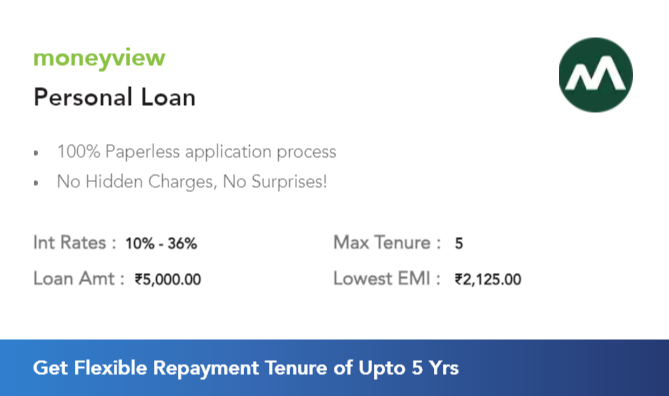 moneyview
Personal Loan
• 100% Paperless application process
• No Hidden Charges, No Surprises!
Int Rates : 10% - 36% Max Tenure : 5
Loan Amt : ₹5,000.00 Lowest EMI : ₹2,125.00
Get Flexible Repayment Tenure of Upto 5 Yrs